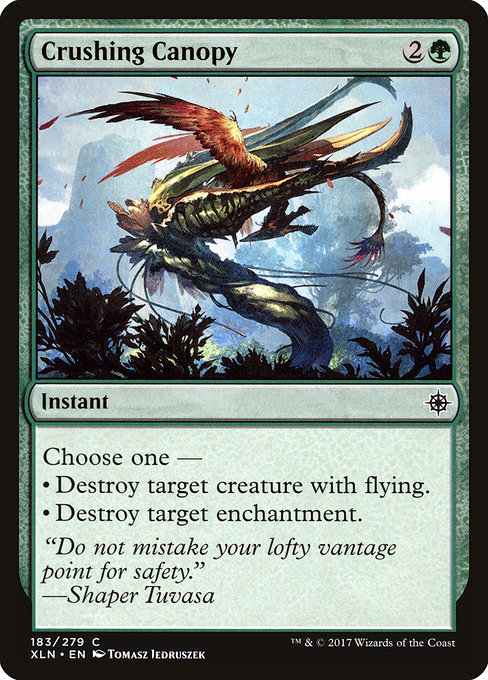 Crushing Canopy 2
Instant
Choose one —
• Destroy target creature with flying.
• Destroy target enchantment.
“Do not mistake your lofty vantage
point for safety.”
—Shaper Tuvasa
183/279 C
XLN • EN Tomasz Jedruszek
™ & © 2017 Wizards of the Coast